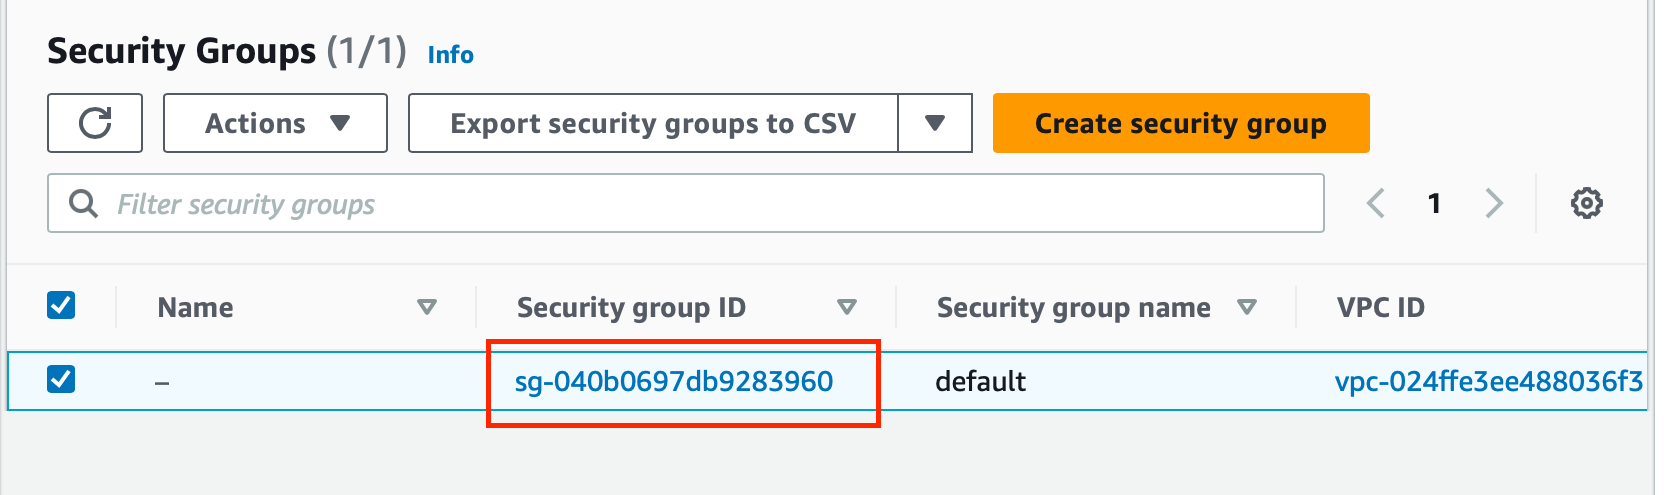 Security Groups (1/1) Info
Actions Export security groups to CSV Create security group
Filter security groups 1
Name Security group ID Security group name VPC ID
– sg-040b0697db9283960 default vpc-024ffe3ee488036f3